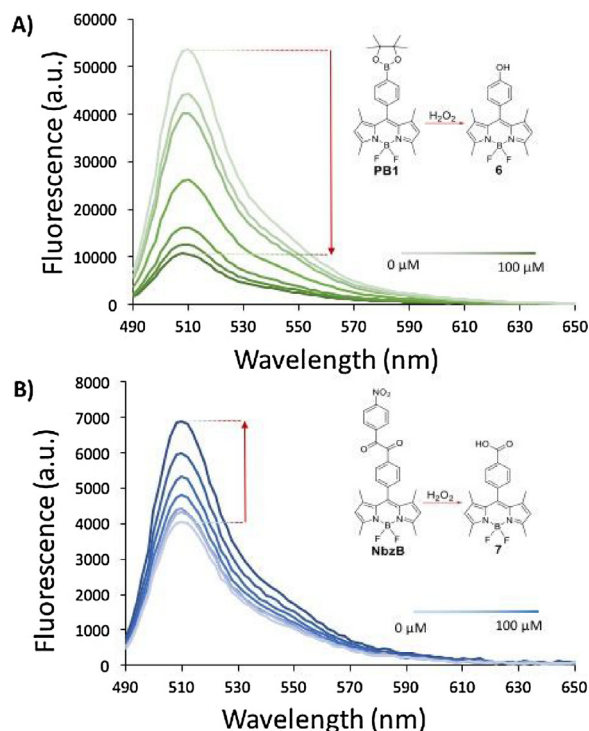 A)
60000
50000
40000
30000
20000
10000
0
Fluorescence (a.u.)
490 510 530 550 570 590 610 630 650
Wavelength (nm)
O O
B
N N
B
F F
PB1
H2O2
OH
N N
B
F F
6
0 µM 100 µM
B)
8000
7000
6000
5000
4000
3000
2000
1000
0
Fluorescence (a.u.)
490 510 530 550 570 590 610 630 650
Wavelength (nm)
NO2
O O
N N
B
F F
NbzB
H2O2
HO O
N N
B
F F
7
0 µM 100 µM